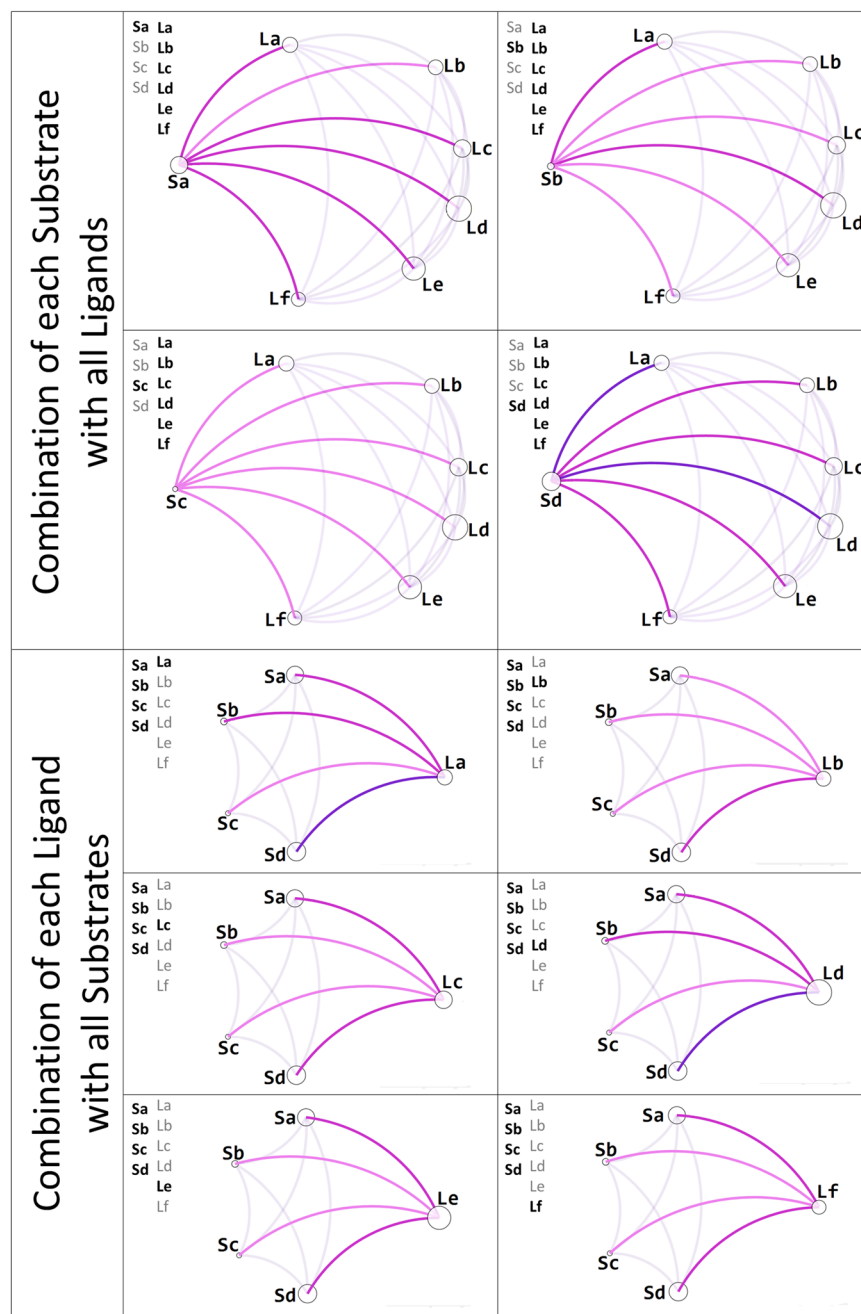 Combination of each Substrate
with all Ligands
Sa La
Sb Lb
Sc Lc
Sd Ld
Le
Lf
La
Lb
Lc
Sa
Ld
Le
Lf
Sa La
Sb Lb
Sc Lc
Sd Ld
Le
Lf
La
Lb
Lc
Sb
Ld
Le
Lf
Sa La
Sb Lb
Sc Lc
Sd Ld
Le
Lf
La
Lb
Lc
Sc
Ld
Le
Lf
Sa La
Sb Lb
Sc Lc
Sd Ld
Le
Lf
La
Lb
Lc
Sd
Ld
Le
Lf
Combination of each Ligand
with all Substrates
Sa La
Sb Lb
Sc Lc
Sd Ld
Le
Lf
Sa
Sb
La
Sc
Sd
Sa La
Sb Lb
Sc Lc
Sd Ld
Le
Lf
Sa
Sb
Lb
Sc
Sd
Sa La
Sb Lb
Sc Lc
Sd Ld
Le
Lf
Sa
Sb
Lc
Sc
Sd
Sa La
Sb Lb
Sc Lc
Sd Ld
Le
Lf
Sa
Sb
Ld
Sc
Sd
Sa La
Sb Lb
Sc Lc
Sd Ld
Le
Lf
Sa
Sb
Le
Sc
Sd
Sa La
Sb Lb
Sc Lc
Sd Ld
Le
Lf
Sa
Sb
Lf
Sc
Sd